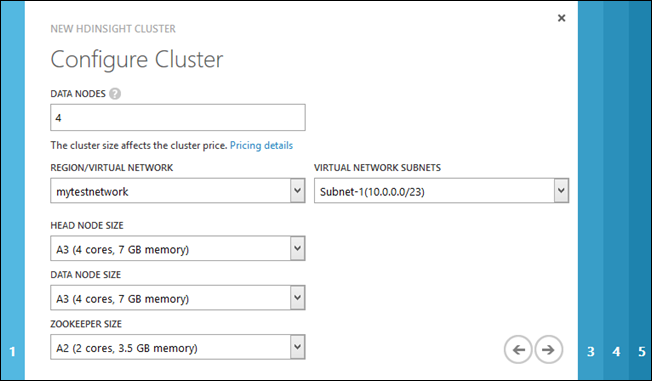 NEW HDINSIGHT CLUSTER
Configure Cluster
DATA NODES ?
4
The cluster size affects the cluster price. Pricing details
REGION/VIRTUAL NETWORK
mytestnetwork
VIRTUAL NETWORK SUBNETS
Subnet-1(10.0.0.0/23)
HEAD NODE SIZE
A3 (4 cores, 7 GB memory)
DATA NODE SIZE
A3 (4 cores, 7 GB memory)
ZOOKEEPER SIZE
A2 (2 cores, 3.5 GB memory)
1
3 4 5